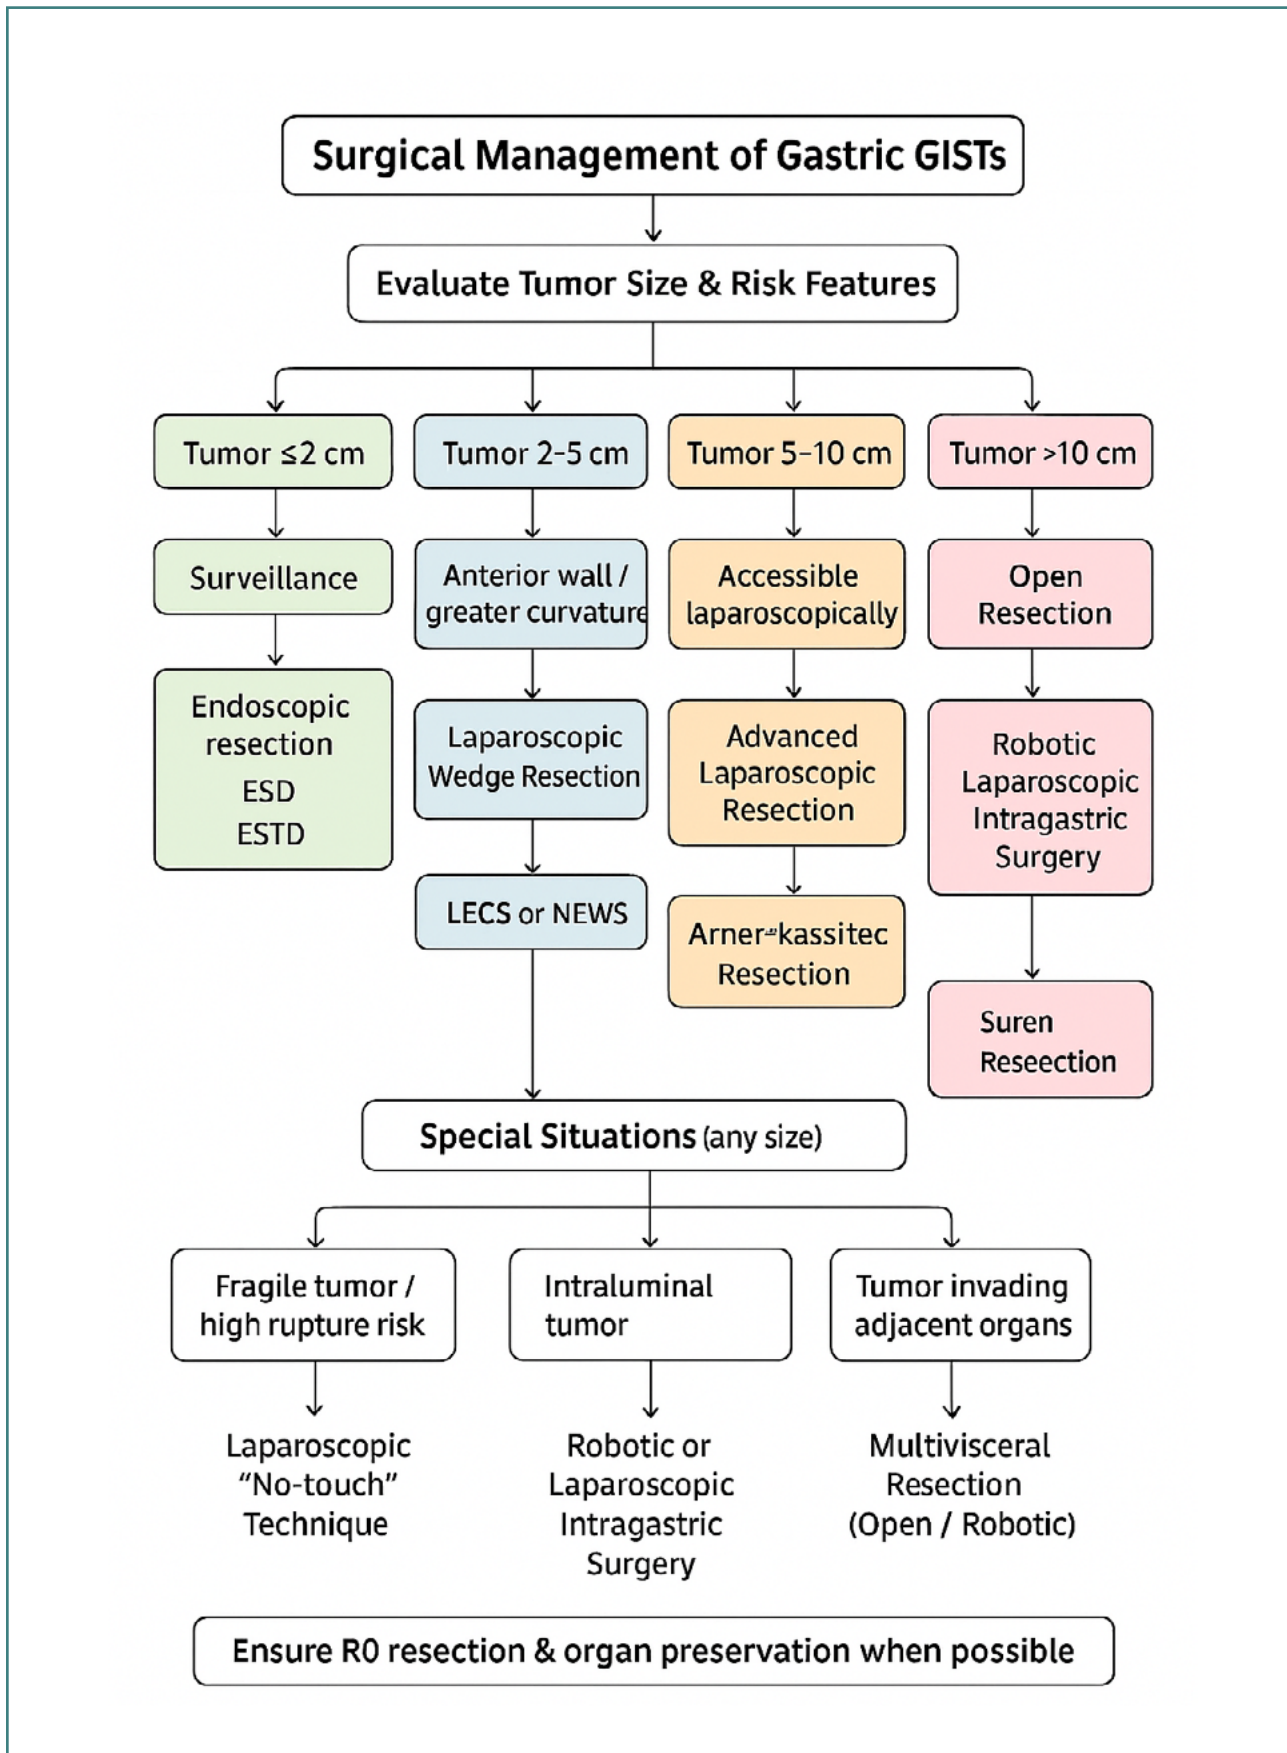 Surgical Management of Gastric GISTs
Evaluate Tumor Size & Risk Features
Tumor ≤2 cm
Surveillance
Endoscopic
resection
ESD
ESTD
Tumor 2–5 cm
Anterior wall /
greater curvature
Laparoscopic
Wedge Resection
LECS or NEWS
Tumor 5–10 cm
Accessible
laparoscopically
Advanced
Laparoscopic
Resection
Arner-kassitec
Resection
Tumor >10 cm
Open
Resection
Robotic
Laparoscopic
Intragastric
Surgery
Suren
Reseection
Special Situations (any size)
Fragile tumor /
high rupture risk
Laparoscopic
“No-touch”
Technique
Intraluminal
tumor
Robotic or
Laparoscopic
Intragastric
Surgery
Tumor invading
adjacent organs
Multivisceral
Resection
(Open / Robotic)
Ensure R0 resection & organ preservation when possible